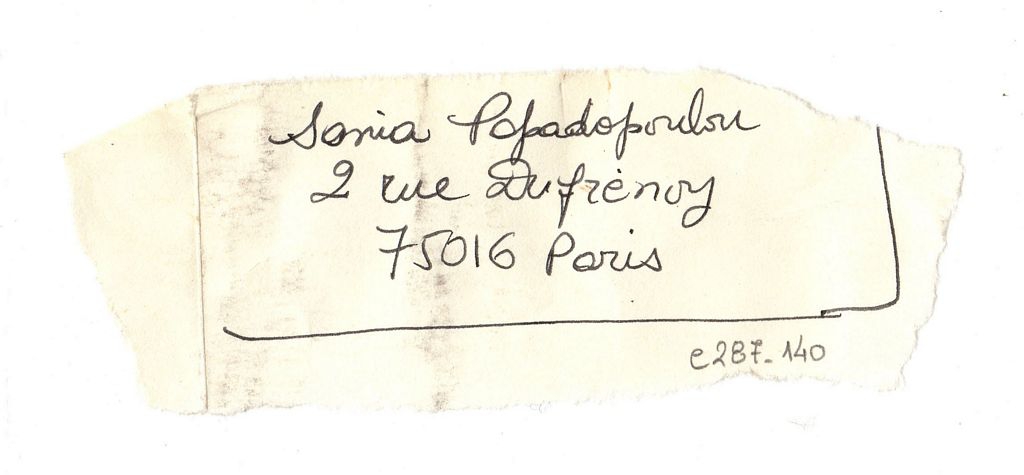 Sonia Papadopoulou
2 rue Dufrénoy
75016 Paris
e287-140